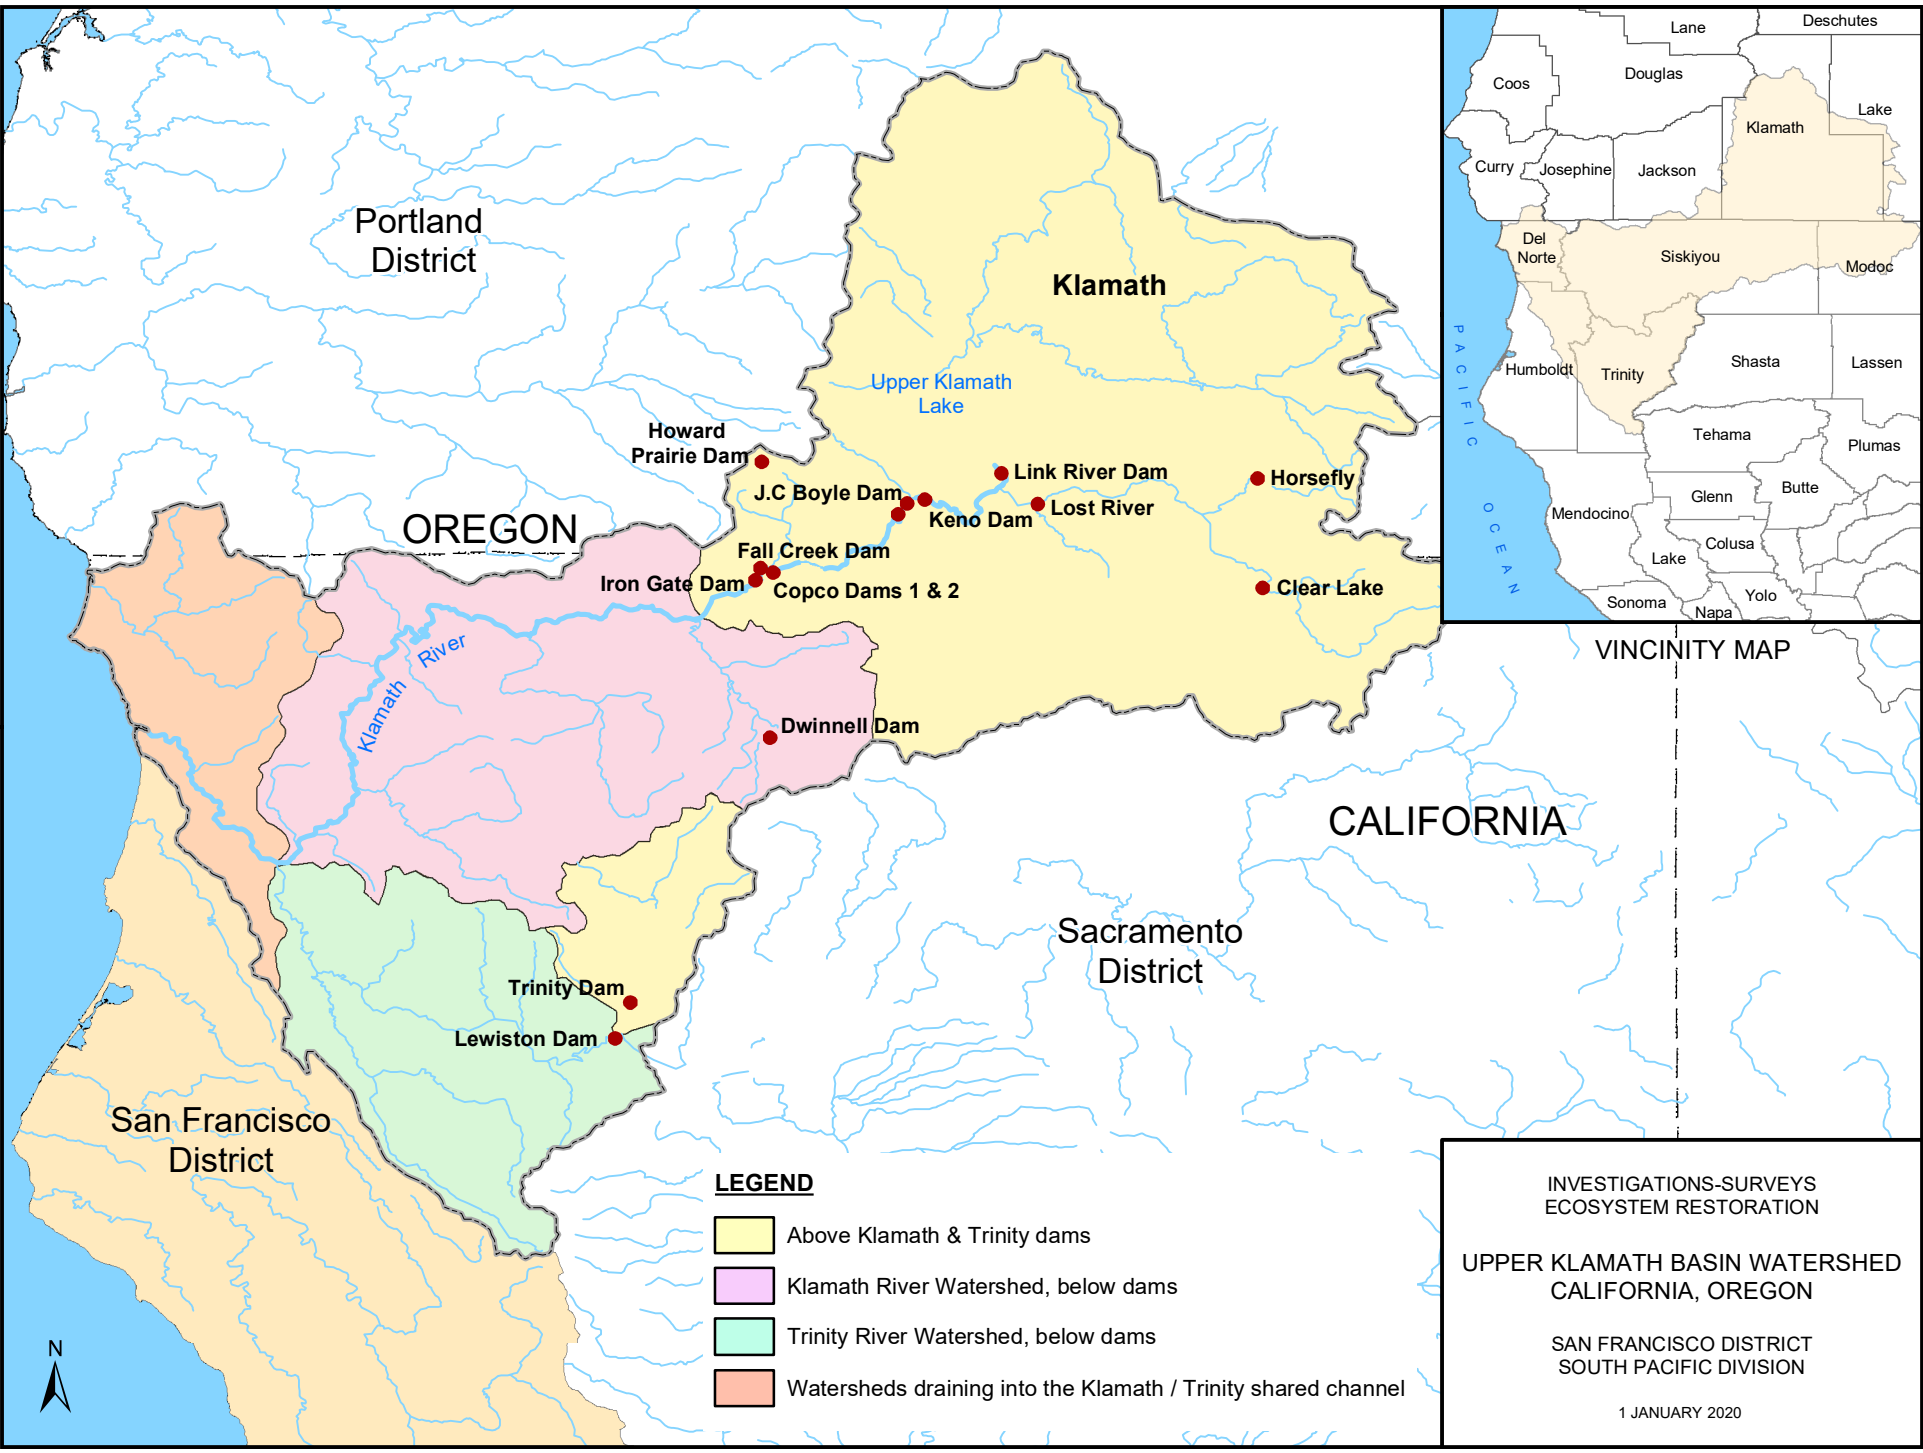 Portland
District
OREGON
Klamath
Upper Klamath
Lake
Howard
Prairie Dam
J.C Boyle Dam
Link River Dam
Keno Dam
Lost River
Horsefly
Fall Creek Dam
Iron Gate Dam
Copco Dams 1 & 2
Clear Lake
Klamath
River
Dwinnell Dam
CALIFORNIA
Sacramento
District
Trinity Dam
Lewiston Dam
San Francisco
District
N
LEGEND
Above Klamath & Trinity dams
Klamath River Watershed, below dams
Trinity River Watershed, below dams
Watersheds draining into the Klamath / Trinity shared channel
Lane
Deschutes
Coos
Douglas
Lake
Klamath
Curry
Josephine
Jackson
Del
Norte
Siskiyou
Modoc
PACIFIC OCEAN
Humboldt
Trinity
Shasta
Lassen
Tehama
Plumas
Glenn
Butte
Mendocino
Colusa
Lake
Sonoma
Napa
Yolo
VINCINITY MAP
INVESTIGATIONS-SURVEYS
ECOSYSTEM RESTORATION
UPPER KLAMATH BASIN WATERSHED
CALIFORNIA, OREGON
SAN FRANCISCO DISTRICT
SOUTH PACIFIC DIVISION
1 JANUARY 2020